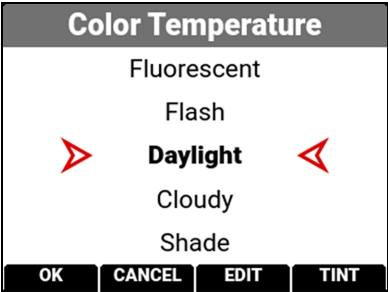 Color Temperature
Fluorescent
Flash
Daylight
Cloudy
Shade
OK CANCEL EDIT TINT